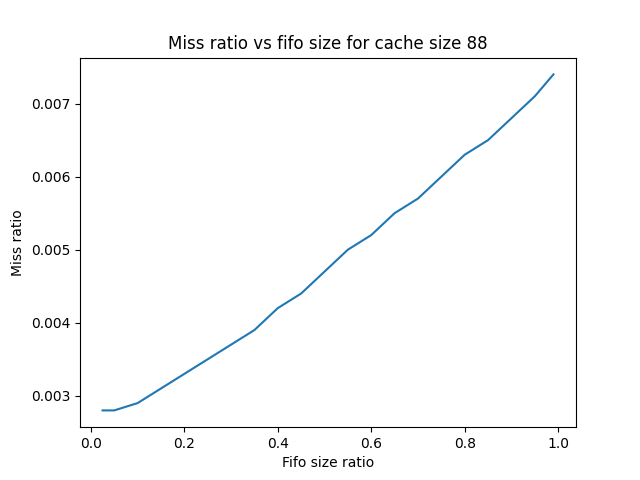 Miss ratio vs fifo size for cache size 88
0.007
0.006
0.005
0.004
0.003
Miss ratio
0.0 0.2 0.4 0.6 0.8 1.0
Fifo size ratio